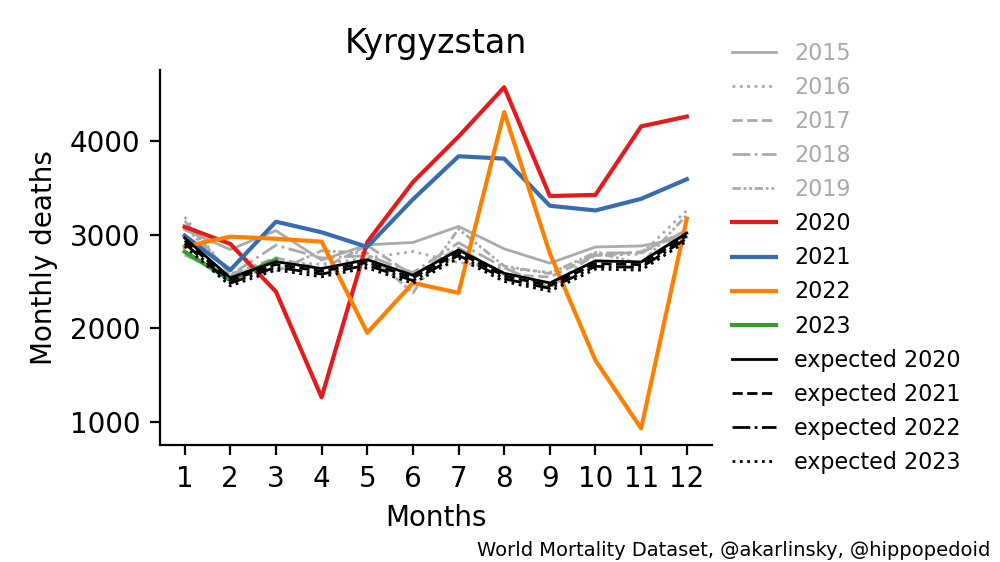 Kyrgyzstan
Monthly deaths
4000
3000
2000
1000
1 2 3 4 5 6 7 8 9 10 11 12
Months
2015
2016
2017
2018
2019
2020
2021
2022
2023
expected 2020
expected 2021
expected 2022
expected 2023
World Mortality Dataset, @akarlinsky, @hippopedoid